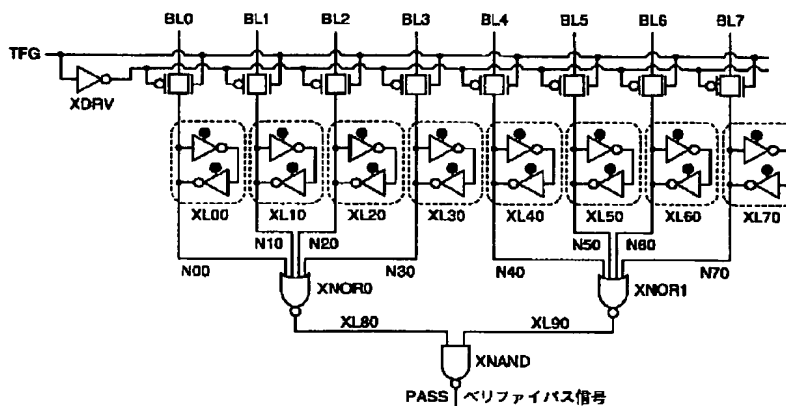 BL0 BL1 BL2 BL3 BL4 BL5 BL6 BL7
TFG
XDRV
XL00 XL10 XL20 XL30 XL40 XL50 XL60 XL70
N10 N20 N50 N60
N00 N30 N40 N70
XNOR0 XNOR1
XL80 XL90
XNAND
PASS ベリファイパス信号